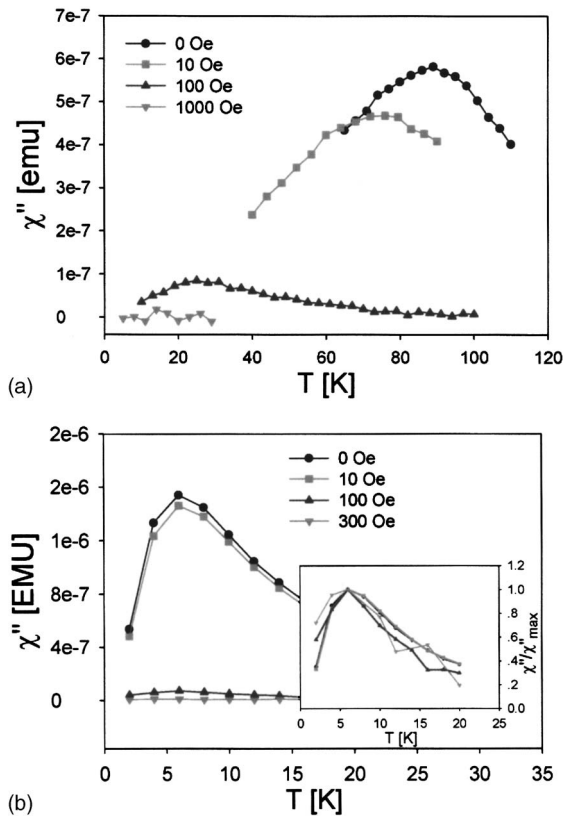 7e-7
6e-7
5e-7
4e-7
3e-7
2e-7
1e-7
0
χ" [emu]
0 Oe
10 Oe
100 Oe
1000 Oe
0 20 40 60 80 100 120
T [K]
(a)
2e-6
2e-6
1e-6
8e-7
4e-7
0
χ" [EMU]
0 Oe
10 Oe
100 Oe
300 Oe
1.2
1.0
.8
.6
.4
.2
0.0
χ"/χ"max
0 5 10 15 20 25
T [K]
0 5 10 15 20 25 30 35
T [K]
(b)